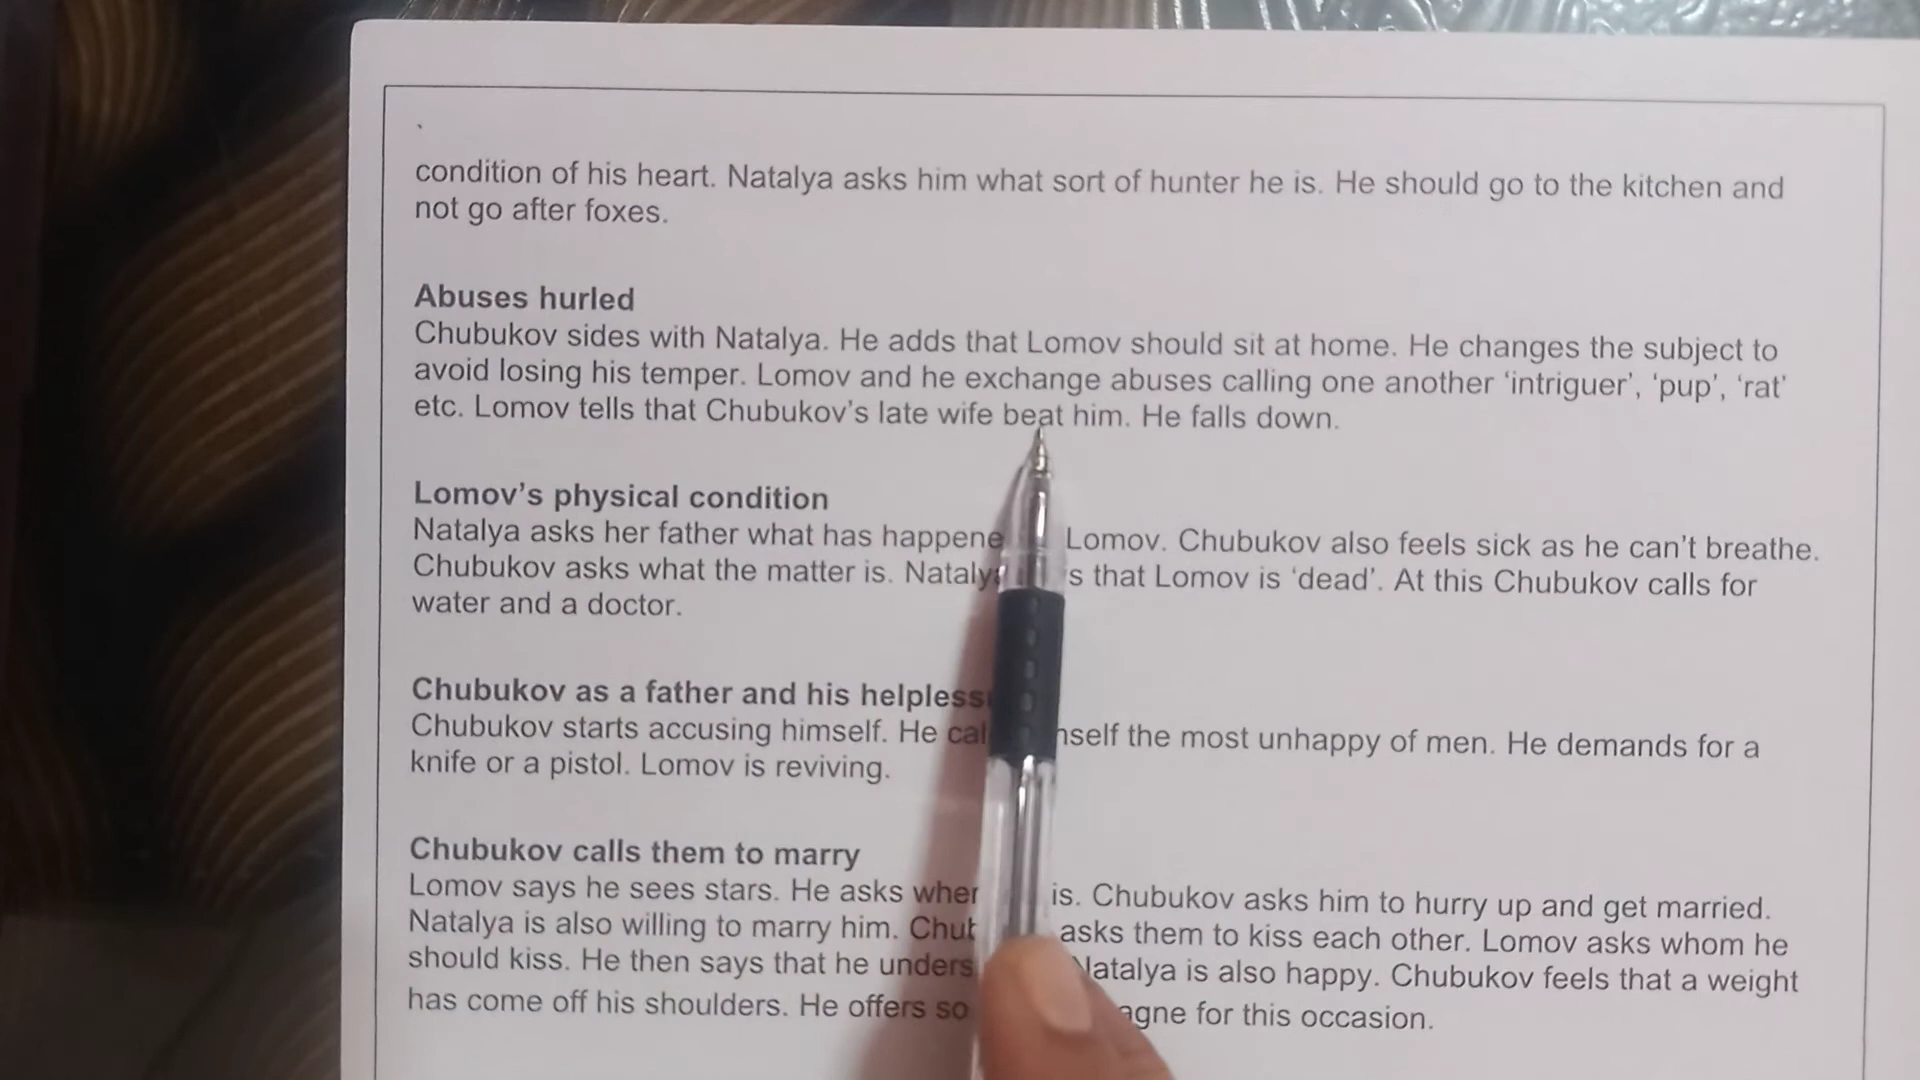 condition of his heart. Natalya asks him what sort of hunter he is. He should go to the kitchen and
not go after foxes.
Abuses hurled
Chubukov sides with Natalya. He adds that Lomov should sit at home. He changes the subject to
avoid losing his temper. Lomov and he exchange abuses calling one another ‘intriguer’, ‘pup’, ‘rat’
etc. Lomov tells that Chubukov’s late wife beat him. He falls down.
Lomov’s physical condition
Natalya asks her father what has Lomov. Chubukov also feels sick as he can’t breathe.
Chubukov asks what the matter is. that Lomov is ‘dead’. At this Chubukov calls for
water and a doctor.
Chubukov as a father and his
Chubukov starts accusing himself. He the most unhappy of men. He demands for a
knife or a pistol. Lomov is reviving.
Chubukov calls them to marry
Lomov says he sees stars. He asks is. Chubukov asks him to hurry up and get married.
Natalya is also willing to marry him. asks them to kiss each other. Lomov asks whom he
should kiss. He then says that he Natalya is also happy. Chubukov feels that a weight
has come off his shoulders. He offers for this occasion.